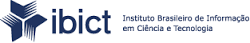 ibict
Instituto Brasileiro de Informação
em Ciência e Tecnologia